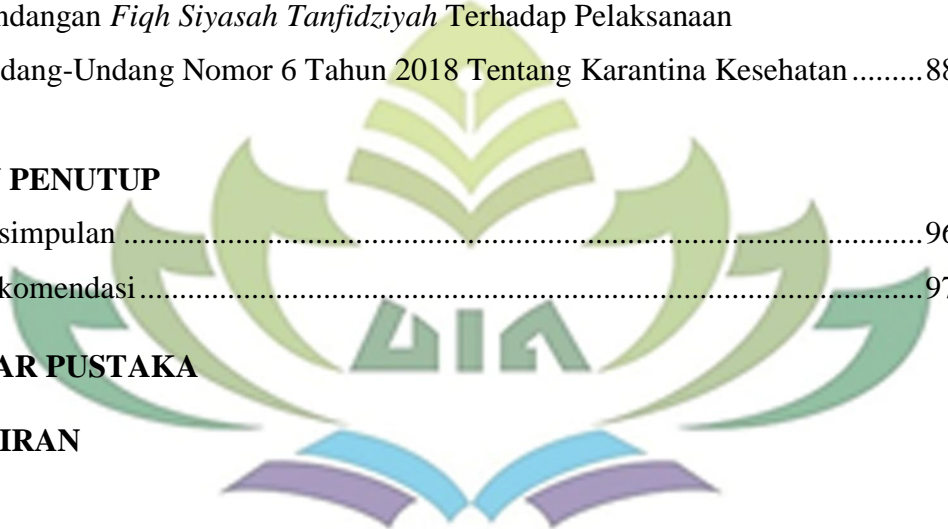 ndangan Fiqh Siyasah Tanfidziyah Terhadap Pelaksanaan
dang-Undang Nomor 6 Tahun 2018 Tentang Karantina Kesehatan .........88
PENUTUP
simpulan ....................................................................................96
komendasi..................................................................................97
AR PUSTAKA
IRAN
UIN